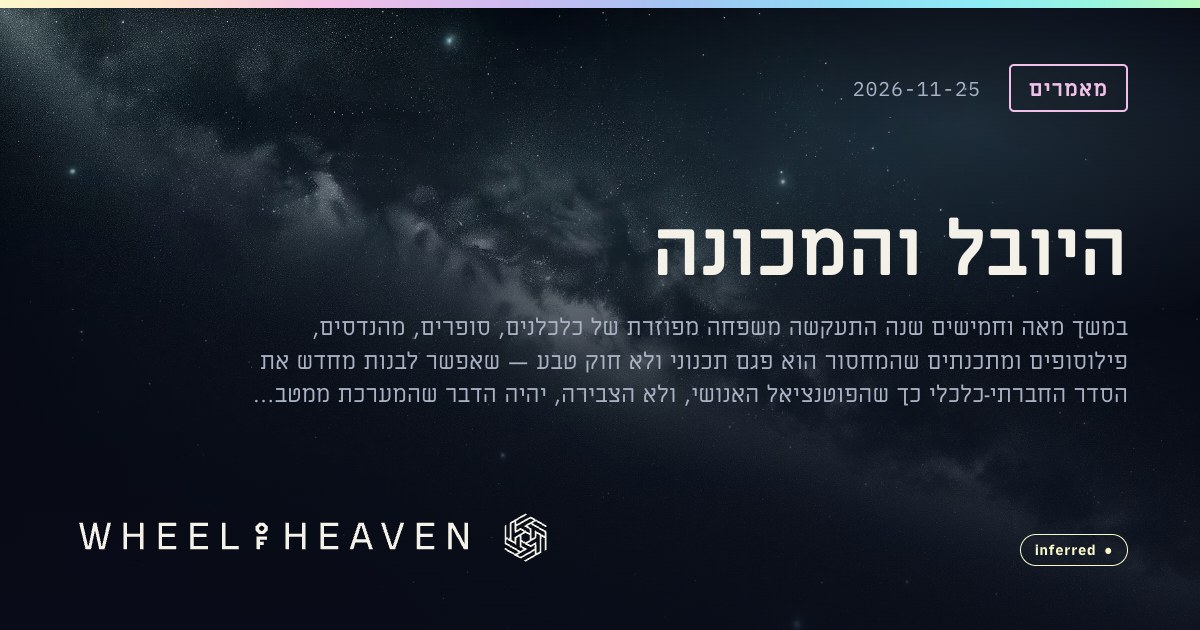 מאמרים
2026-11-25
היובל והמכונה
במשך מאה וחמישים שנה התעקשה משפחה מפוזרת של כלכלנים, סופרים, מהנדסים,
פילוסופים ומתכנתים שהמחסור הוא פגם תכנוני ולא חוק טבע — שאפשר לבנות מחדש את
הסדר החברתי-כלכלי כך שהפוטנציאל האנושי, ולא הצבירה, יהיה הדבר שהמערכת ממטב...
WHEEL OF HEAVEN
inferred •